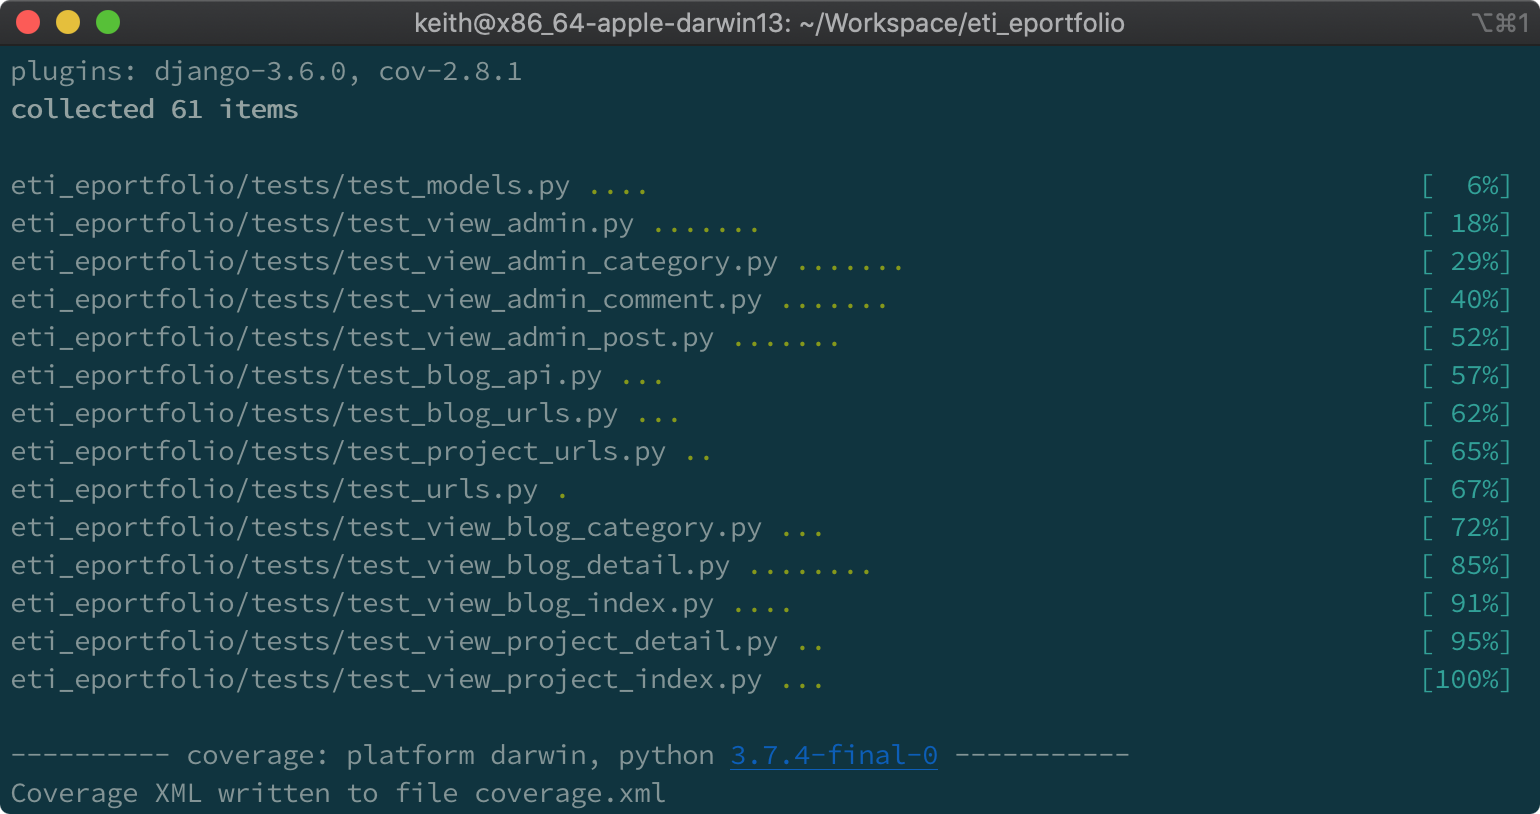 keith@x86_64-apple-darwin13: ~/Workspace/eti_eportfolio ⌥⌘1
plugins: django-3.6.0, cov-2.8.1
collected 61 items
eti_eportfolio/tests/test_models.py .... [  6%]
eti_eportfolio/tests/test_view_admin.py ....... [ 18%]
eti_eportfolio/tests/test_view_admin_category.py ....... [ 29%]
eti_eportfolio/tests/test_view_admin_comment.py ....... [ 40%]
eti_eportfolio/tests/test_view_admin_post.py ....... [ 52%]
eti_eportfolio/tests/test_blog_api.py ... [ 57%]
eti_eportfolio/tests/test_blog_urls.py ... [ 62%]
eti_eportfolio/tests/test_project_urls.py .. [ 65%]
eti_eportfolio/tests/test_urls.py . [ 67%]
eti_eportfolio/tests/test_view_blog_category.py ... [ 72%]
eti_eportfolio/tests/test_view_blog_detail.py ........ [ 85%]
eti_eportfolio/tests/test_view_blog_index.py .... [ 91%]
eti_eportfolio/tests/test_view_project_detail.py .. [ 95%]
eti_eportfolio/tests/test_view_project_index.py ... [100%]
---------- coverage: platform darwin, python 3.7.4-final-0 -----------
Coverage XML written to file coverage.xml